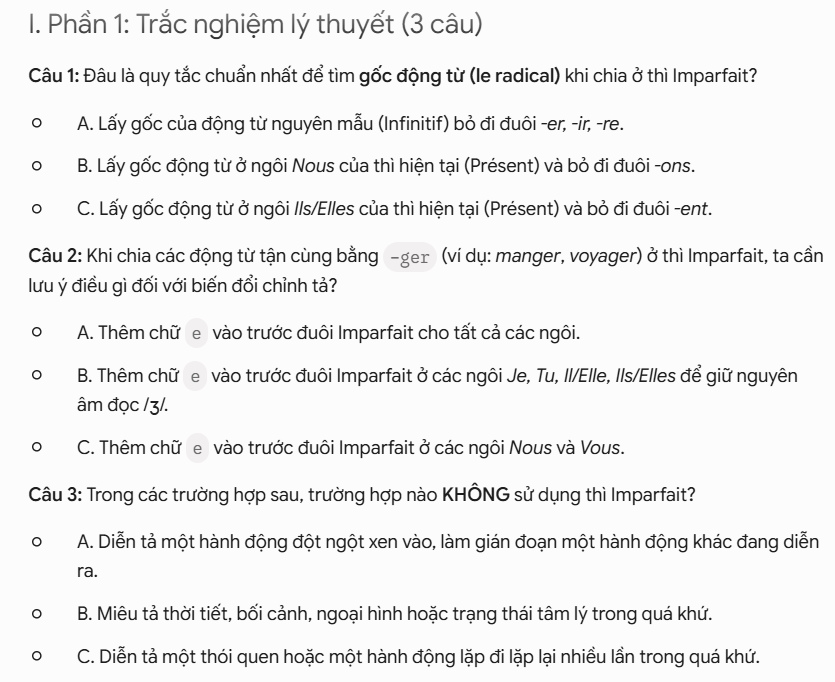 I. Phần 1: Trắc nghiệm lý thuyết (3 câu)
Câu 1: Đâu là quy tắc chuẩn nhất để tìm gốc động từ (le radical) khi chia ở thì Imparfait?
A. Lấy gốc của động từ nguyên mẫu (Infinitif) bỏ đi đuôi -er, -ir, -re.
B. Lấy gốc động từ ở ngôi Nous của thì hiện tại (Présent) và bỏ đi đuôi -ons.
C. Lấy gốc động từ ở ngôi Ils/Elles của thì hiện tại (Présent) và bỏ đi đuôi -ent.
Câu 2: Khi chia các động từ tận cùng bằng -ger (ví dụ: manger, voyager) ở thì Imparfait, ta cần
lưu ý điều gì đối với biến đổi chỉnh tả?
A. Thêm chữ e vào trước đuôi Imparfait cho tất cả các ngôi.
B. Thêm chữ e vào trước đuôi Imparfait ở các ngôi Je, Tu, Il/Elle, Ils/Elles để giữ nguyên
âm đọc /ʒ/.
C. Thêm chữ e vào trước đuôi Imparfait ở các ngôi Nous và Vous.
Câu 3: Trong các trường hợp sau, trường hợp nào KHÔNG sử dụng thì Imparfait?
A. Diễn tả một hành động đột ngột xen vào, làm gián đoạn một hành động khác đang diễn
ra.
B. Miêu tả thời tiết, bối cảnh, ngoại hình hoặc trạng thái tâm lý trong quá khứ.
C. Diễn tả một thói quen hoặc một hành động lặp đi lặp lại nhiều lần trong quá khứ.